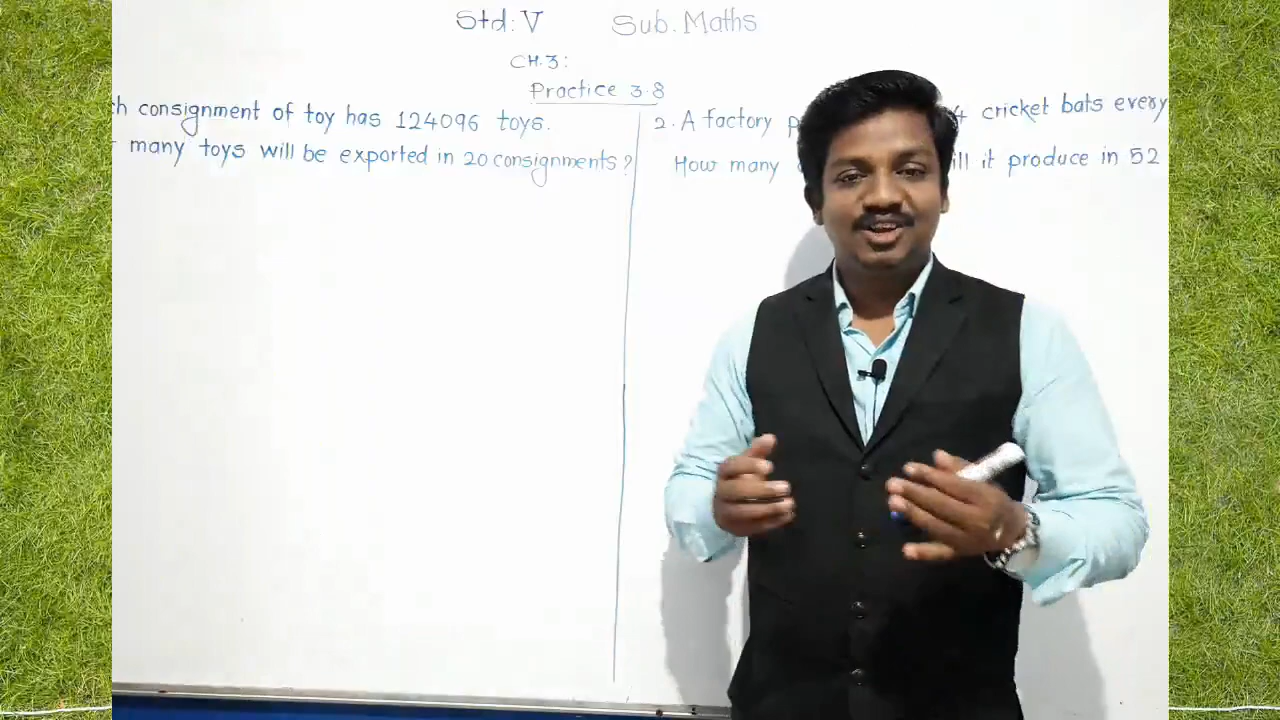 Std: V Sub. Maths
CH.3:
Practice 3.8
consignment of toy has 124096 toys.
many toys will be exported in 20 consignments?
2. A factory 4 cricket bats every
How many it produce in 52